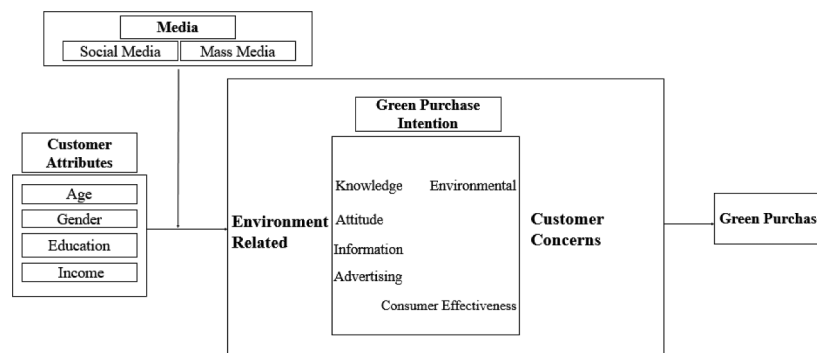 Media
Social Media Mass Media
Green Purchase
Intention
Customer
Attributes
Age
Gender
Education
Income
Environment
Related
Knowledge Environmental
Attitude
Information
Advertising
Consumer Effectiveness
Customer
Concerns
Green Purchase